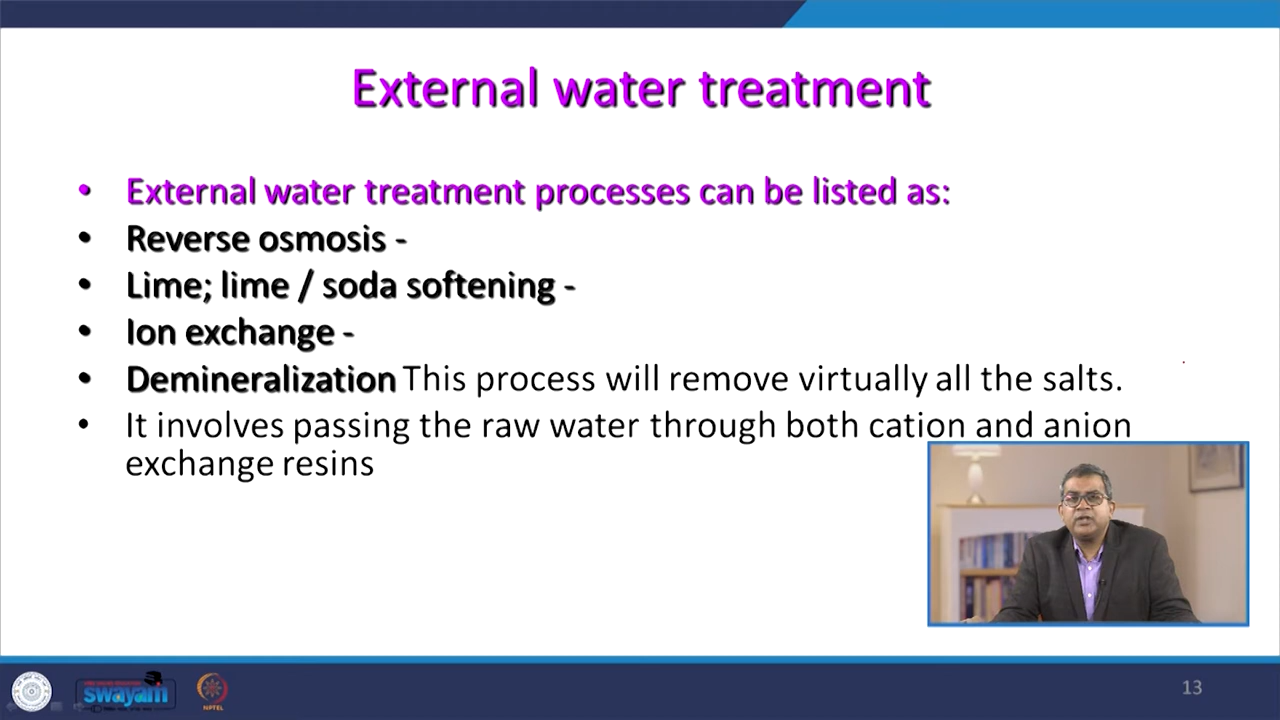 External water treatment
• External water treatment processes can be listed as:
• Reverse osmosis -
• Lime; lime / soda softening -
• Ion exchange -
• Demineralization This process will remove virtually all the salts.
• It involves passing the raw water through both cation and anion
exchange resins
swayam
NPTEL
13